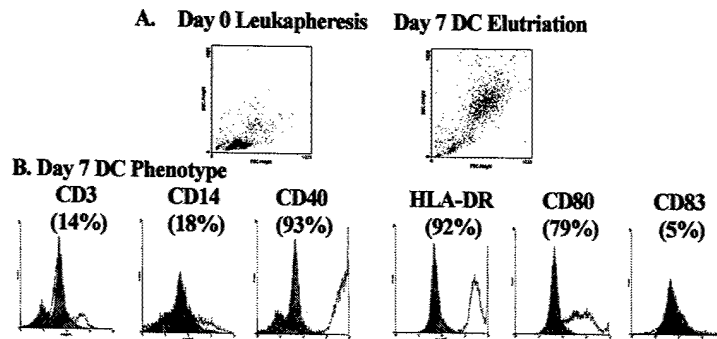 A. Day 0 Leukapheresis Day 7 DC Elutriation
B. Day 7 DC Phenotype
CD3 CD14 CD40 HLA-DR CD80 CD83
(14%) (18%) (93%) (92%) (79%) (5%)